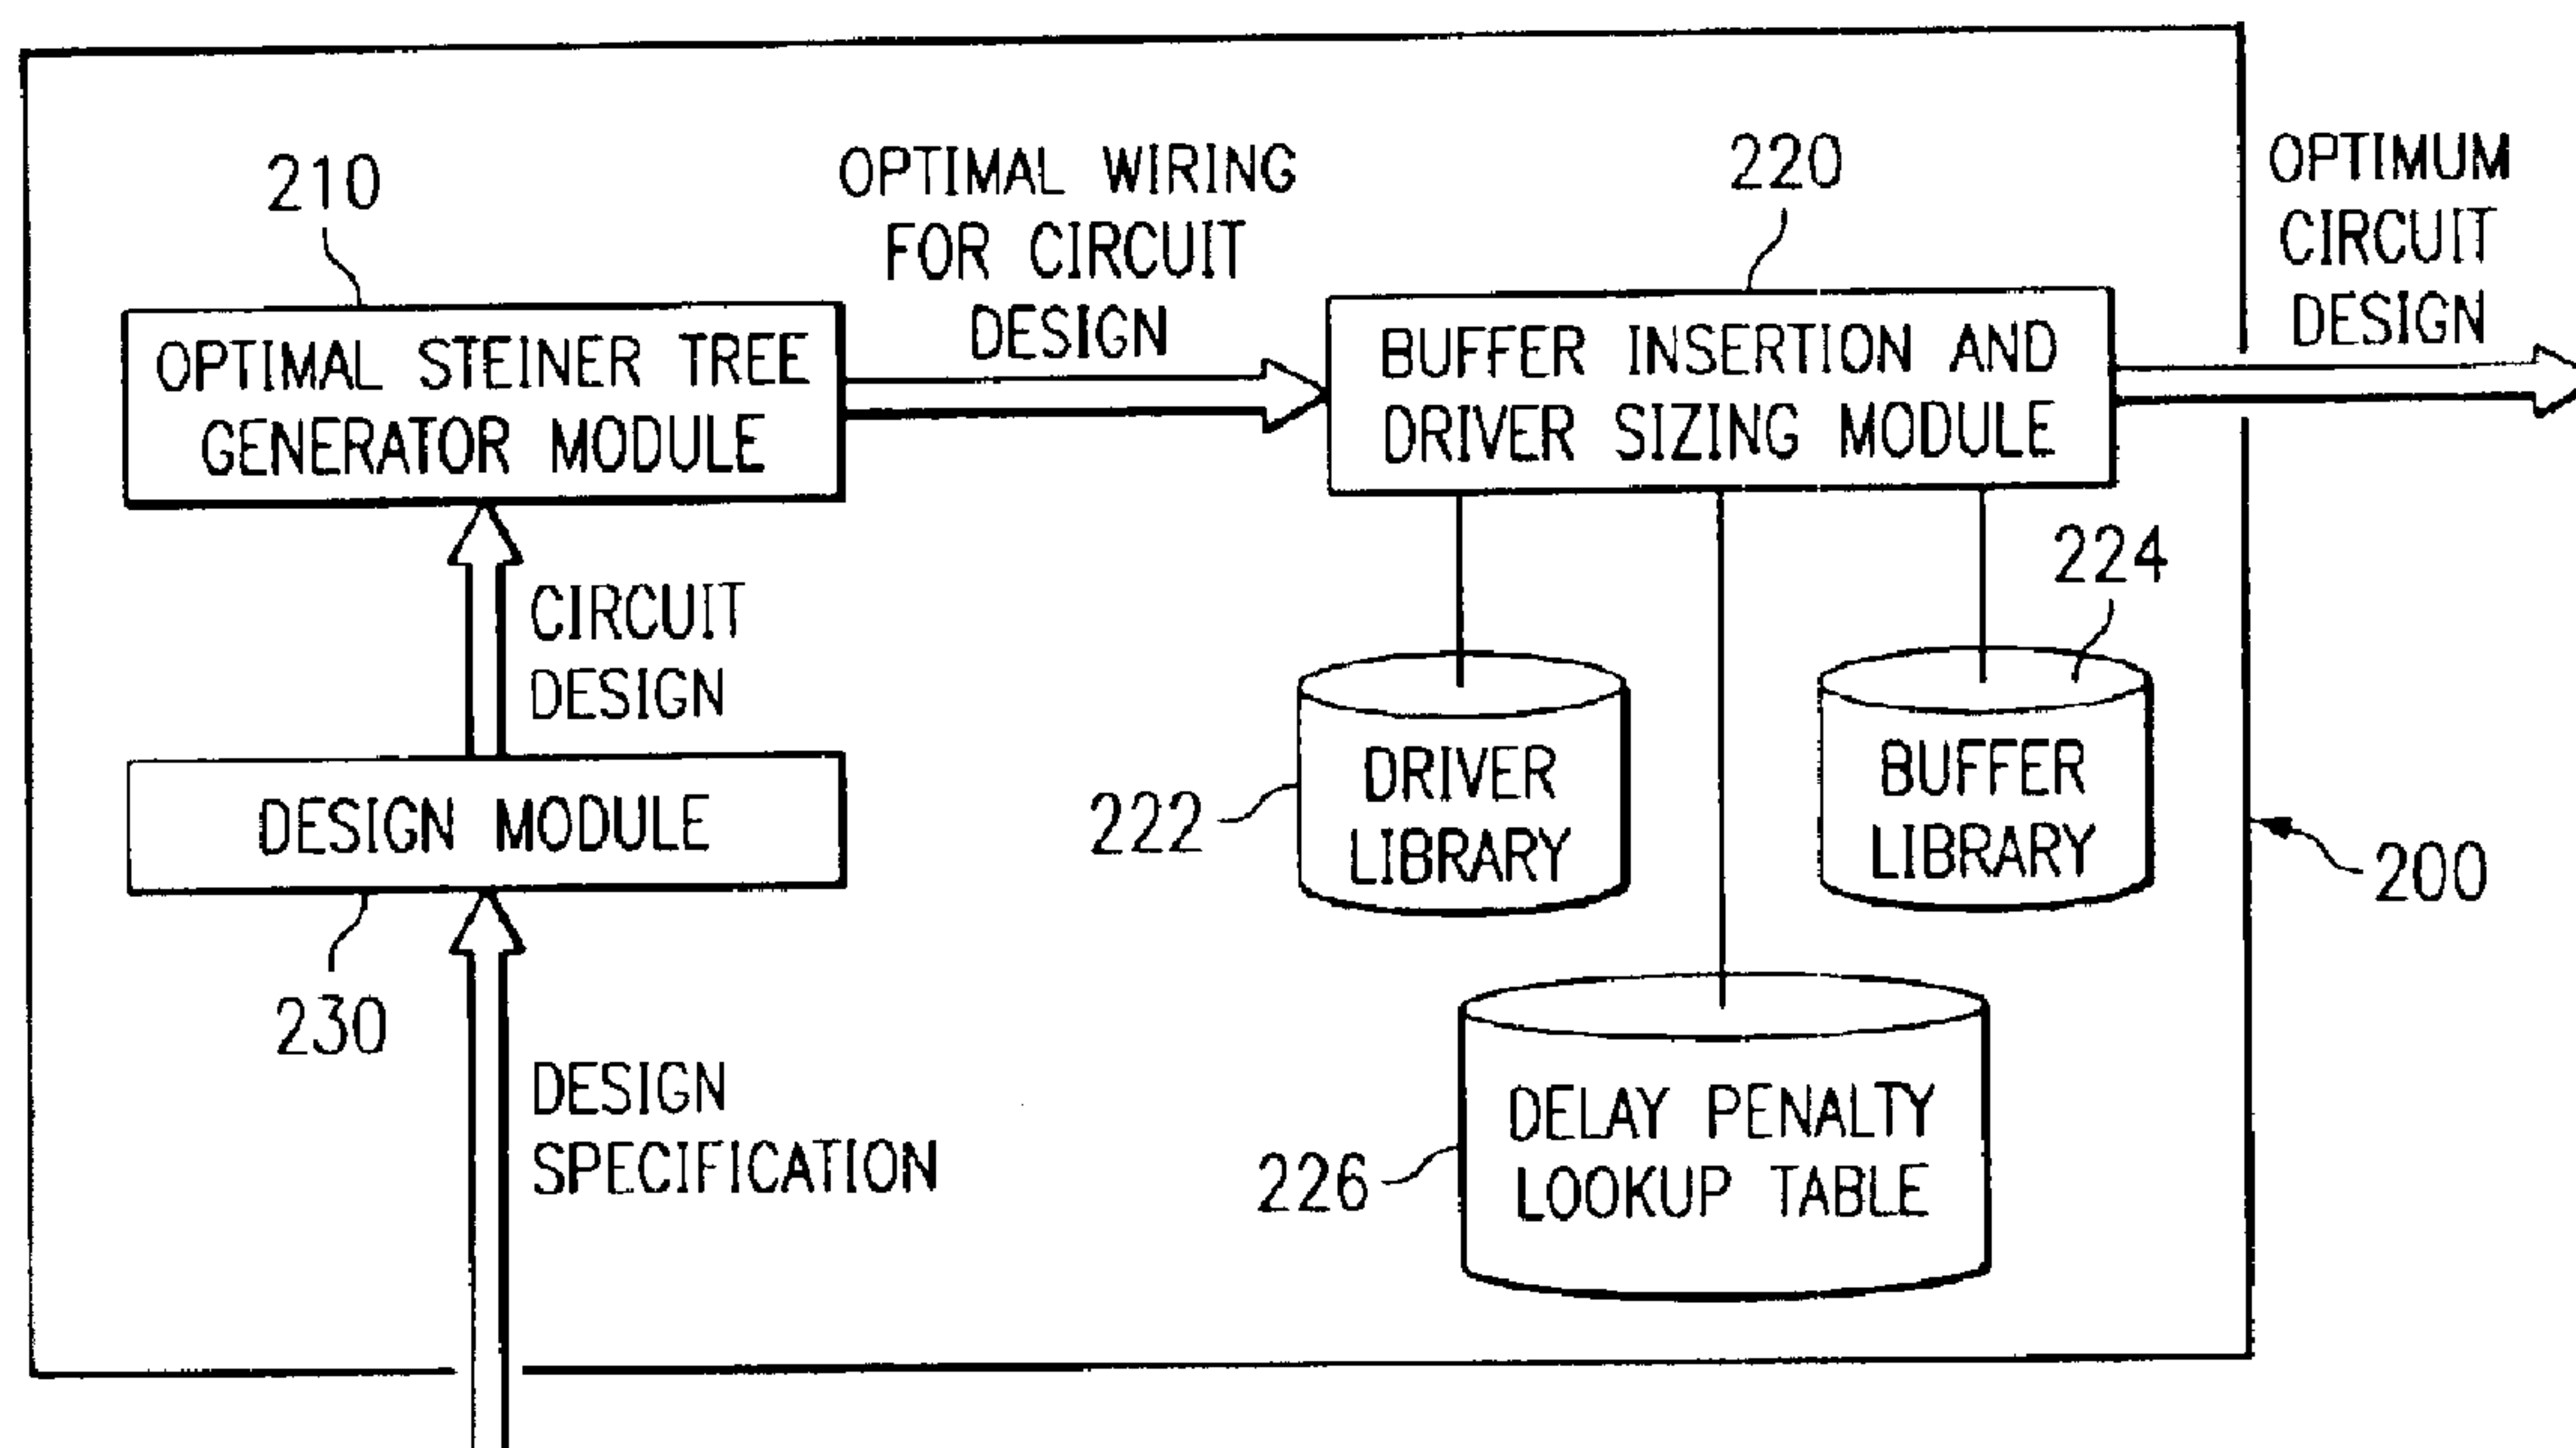 210
OPTIMAL WIRING
FOR CIRCUIT
DESIGN
220
OPTIMUM
CIRCUIT
DESIGN
OPTIMAL STEINER TREE
GENERATOR MODULE
BUFFER INSERTION AND
DRIVER SIZING MODULE
CIRCUIT
DESIGN
224
DESIGN MODULE
222
DRIVER
LIBRARY
BUFFER
LIBRARY
200
230
DESIGN
SPECIFICATION
226
DELAY PENALTY
LOOKUP TABLE